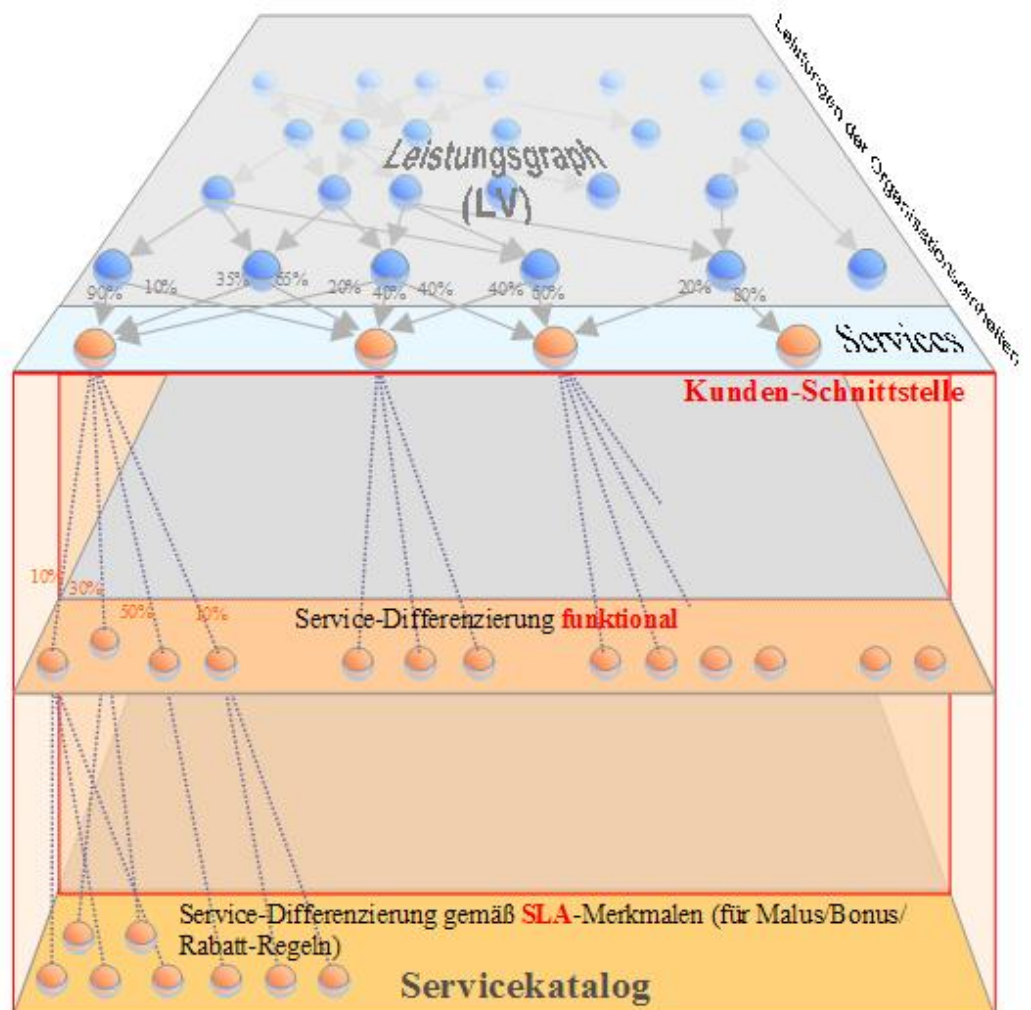 Leistungen der Organisationseinheiten
Leistungsgraph
(LV)
90%
10%
35%
65%
20%
40%
40%
40%
60%
20%
80%
Services
Kunden-Schnittstelle
10%
30%
50%
10%
Service-Differenzierung funktional
Service-Differenzierung gemäß SLA-Merkmalen (für Malus/Bonus/
Rabatt-Regeln)
Servicekatalog